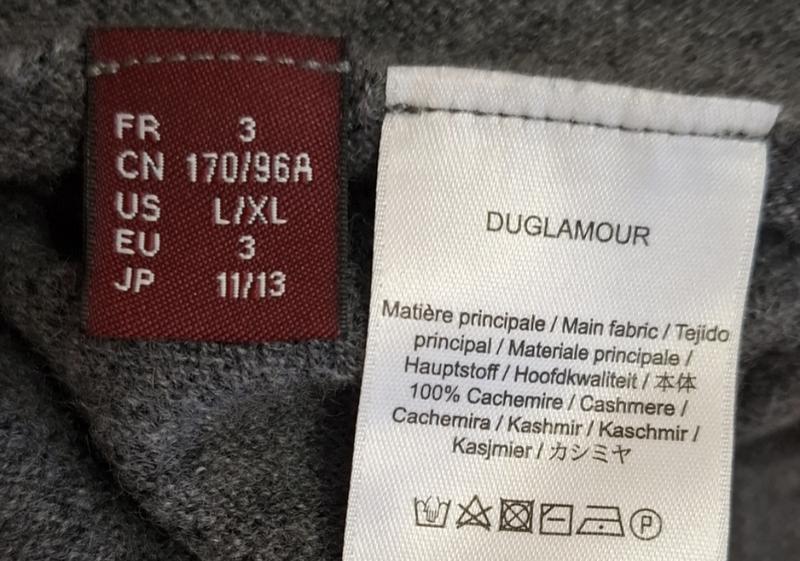 FR 3
CN 170/96A
US L/XL
EU 3
JP 11/13
DUGLAMOUR
Matière principale / Main fabric / Tejido
principal / Materiale principale /
Hauptstoff / Hoofdkwaliteit / 本体
100% Cachemire / Cashmere /
Cachemira / Kashmir / Kaschmir /
Kasjmier / カシミヤ
P